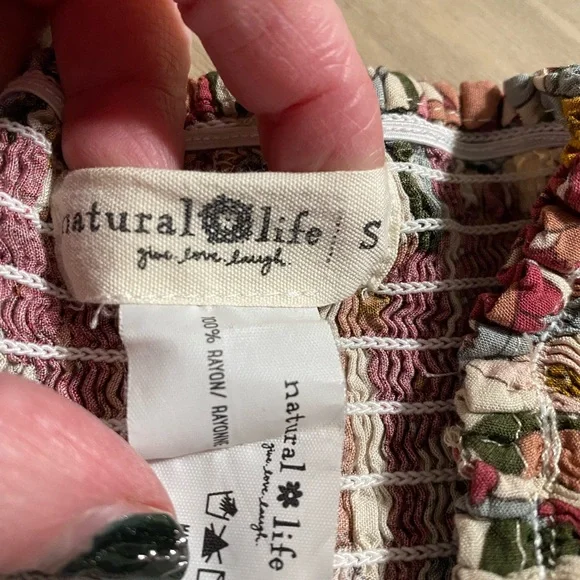 natural life S
give love laugh
100% RAYON/ RAYONNE
natural life
give love laugh